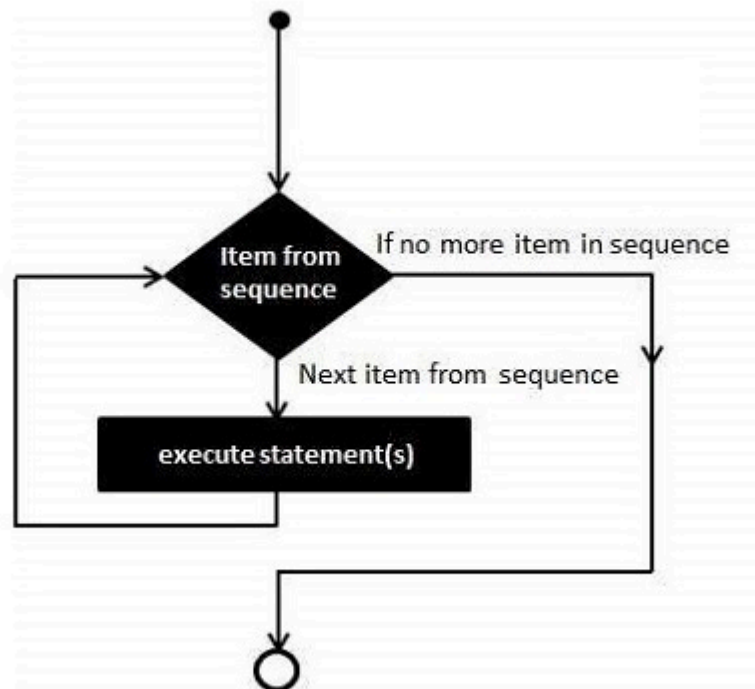 If no more item in sequence
Item from
sequence
Next item from sequence
execute statement(s)